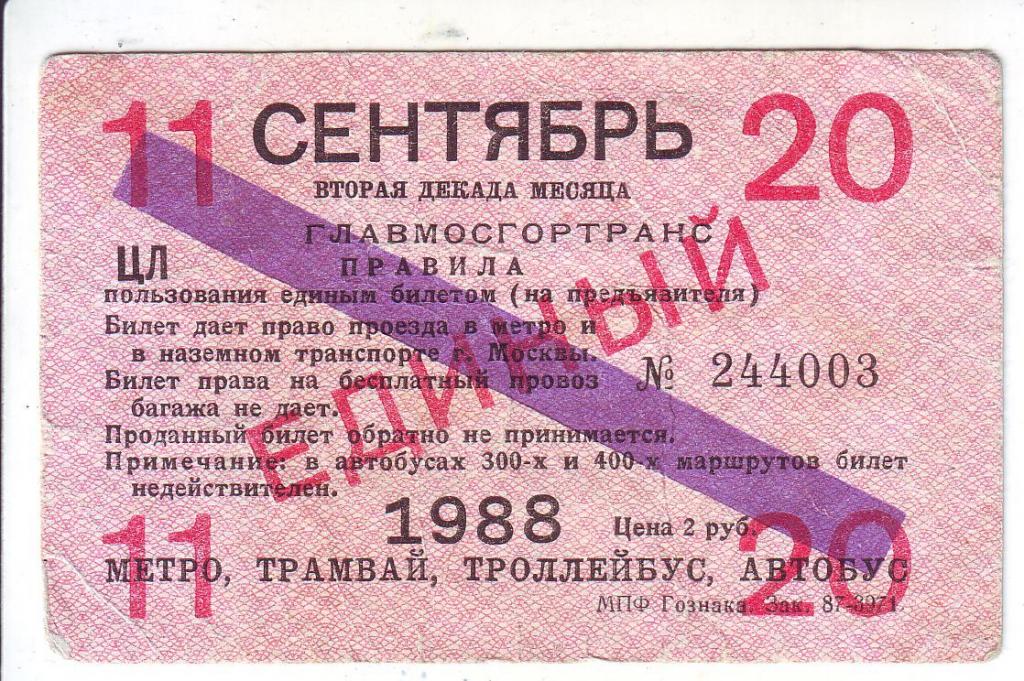 11 СЕНТЯБРЬ 20
ВТОРАЯ ДЕКАДА МЕСЯЦА
ГЛАВМОСГОРТРАНС
ЦЛ ПРАВИЛА
пользования единым билетом (на предъявителя)
Билет дает право проезда в метро и
в наземном транспорте г. Москвы.
Билет права на бесплатный провоз
багажа не дает.
№ 244003
Проданный билет обратно не принимается.
Примечание: в автобусах 300-х и 400-х маршрутов билет
недействителен.
ЕДИНЫЙ
11 1988 Цена 2 руб. 20
МЕТРО, ТРАМВАЙ, ТРОЛЛЕЙБУС, АВТОБУС
МПФ Гознака. Зак. 87-3971